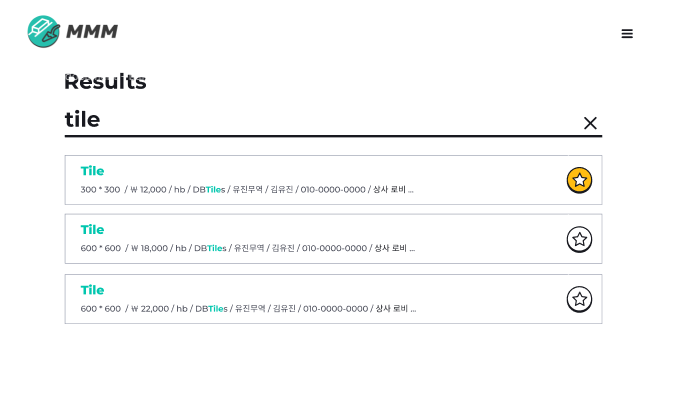 MMM
Results
tile
Tile
300 * 300 / ₩ 12,000 / hb / DBTiles / 유진무역 / 김유진 / 010-0000-0000 / 상사 로비 ...
Tile
600 * 600 / ₩ 18,000 / hb / DBTiles / 유진무역 / 김유진 / 010-0000-0000 / 상사 로비 ...
Tile
600 * 600 / ₩ 22,000 / hb / DBTiles / 유진무역 / 김유진 / 010-0000-0000 / 상사 로비 ...